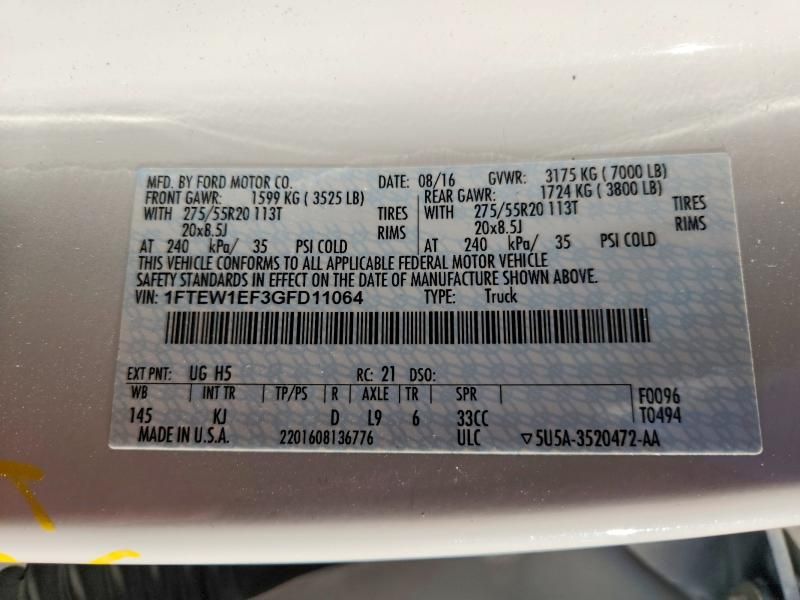 MFD. BY FORD MOTOR CO. DATE: 08/16 GVWR: 3175 KG ( 7000 LB)
FRONT GAWR: 1599 KG ( 3525 LB) REAR GAWR: 1724 KG ( 3800 LB)
WITH 275/55R20 113T TIRES WITH 275/55R20 113T TIRES
20x8.5J RIMS 20x8.5J RIMS
AT 240 kPa/ 35 PSI COLD AT 240 kPa/ 35 PSI COLD
THIS VEHICLE CONFORMS TO ALL APPLICABLE FEDERAL MOTOR VEHICLE
SAFETY STANDARDS IN EFFECT ON THE DATE OF MANUFACTURE SHOWN ABOVE.
VIN: 1FTEW1EF3GFD11064 TYPE: Truck
EXT PNT: UG H5 RC: 21 DSO:
WB INT TR TP/PS R AXLE TR SPR F0096
145 KJ D L9 6 33CC T0494
MADE IN U.S.A. 2201608136776 ULC ▽5U5A-3520472-AA